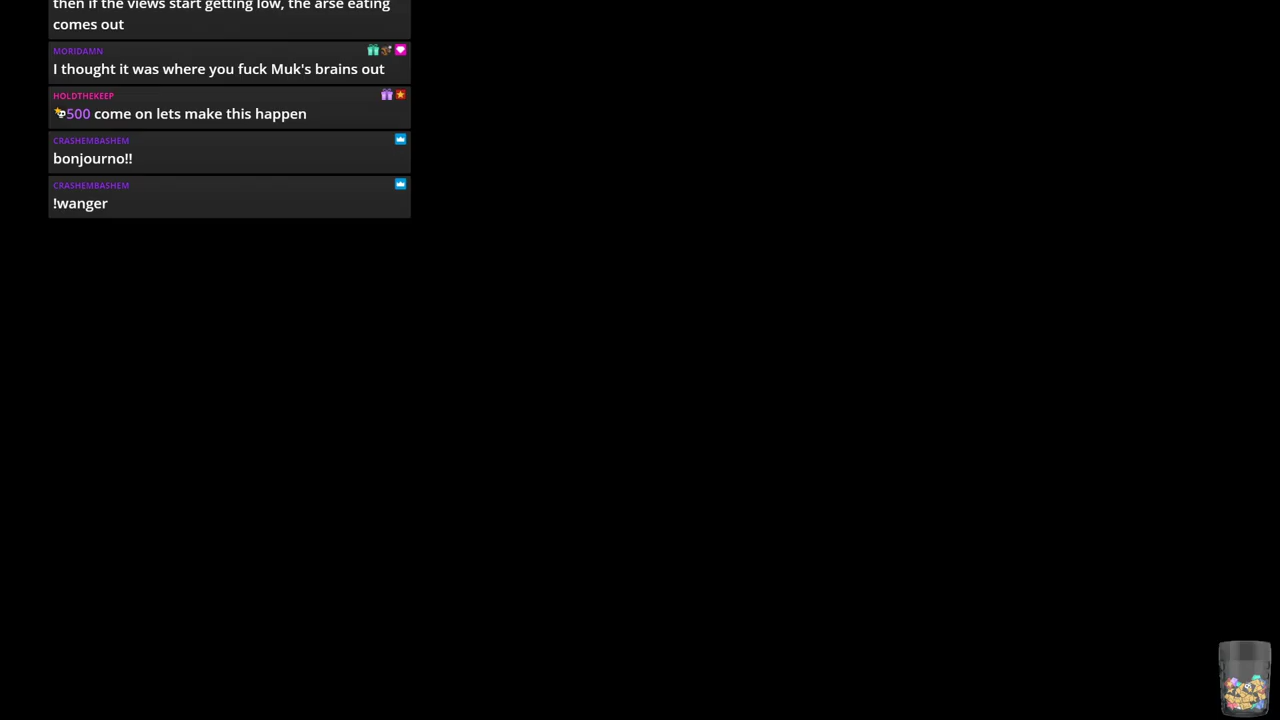 then if the views start getting low, the arse eating
comes out
MORIDAMN
I thought it was where you fuck Muk's brains out
HOLDTHEKEEP
500 come on lets make this happen
CRASHEMBASHEM
bonjourno!!
CRASHEMBASHEM
!wanger